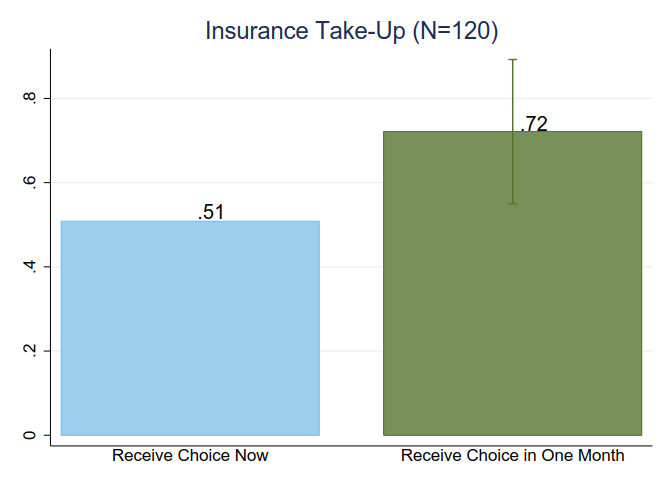 Insurance Take-Up (N=120)
.8
.6
.4
.2
0
.51
.72
Receive Choice Now
Receive Choice in One Month